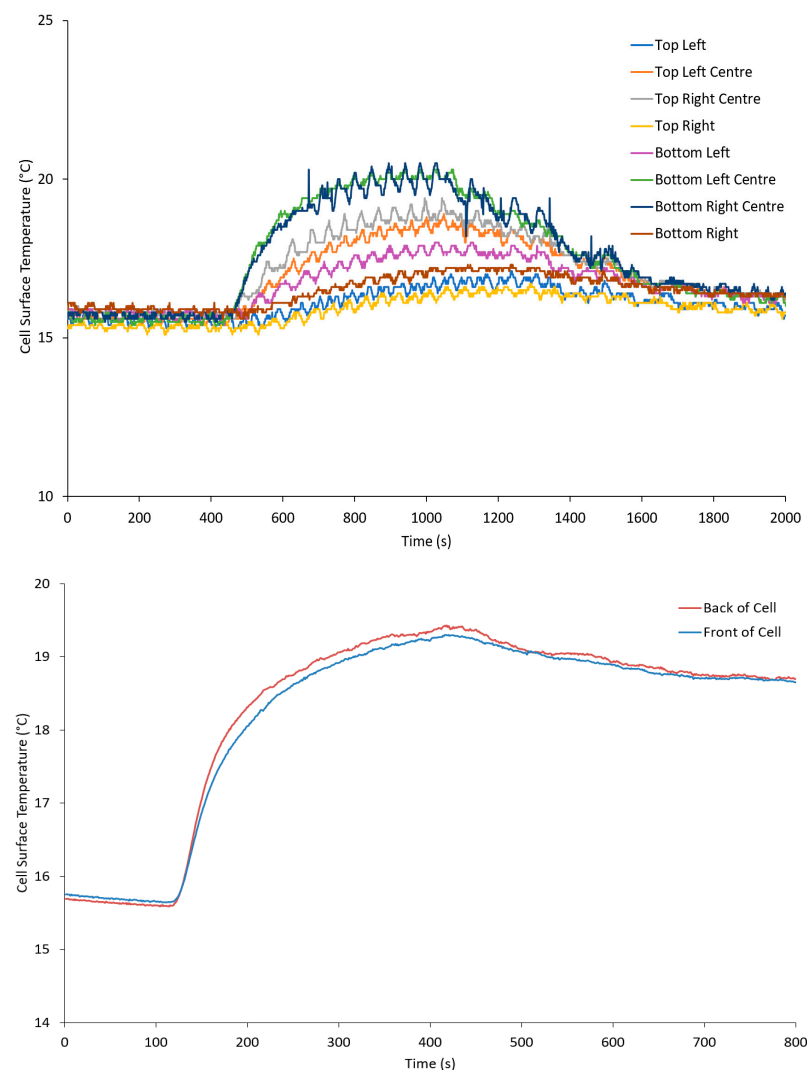 25
20
15
10
Cell Surface Temperature (°C)
Top Left
Top Left Centre
Top Right Centre
Top Right
Bottom Left
Bottom Left Centre
Bottom Right Centre
Bottom Right
0 200 400 600 800 1000 1200 1400 1600 1800 2000
Time (s)
20
19
18
17
16
15
14
Cell Surface Temperature (°C)
Back of Cell
Front of Cell
0 100 200 300 400 500 600 700 800
Time (s)